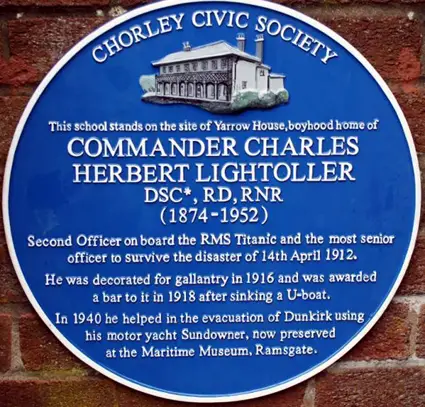 CHORLEY CIVIC SOCIETY
This school stands on the site of Yarrow House, boyhood home of
COMMANDER CHARLES
HERBERT LIGHTOLLER
DSC*, RD, RNR
(1874-1952)
Second Officer on board the RMS Titanic and the most senior
officer to survive the disaster of 14th April 1912.
He was decorated for gallantry in 1916 and was awarded
a bar to it in 1918 after sinking a U-boat.
In 1940 he helped in the evacuation of Dunkirk using
his motor yacht Sundowner, now preserved
at the Maritime Museum, Ramsgate.